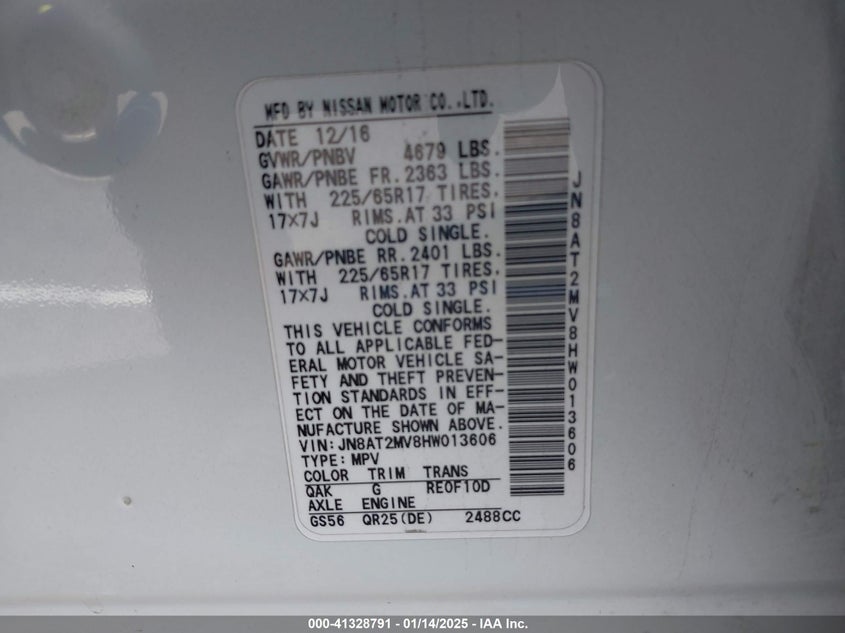 MFD BY NISSAN MOTOR CO.,LTD.
DATE 12/16
GVWR/PNBV 4679 LBS.
GAWR/PNBE FR. 2363 LBS.
WITH 225/65R17 TIRES.
17X7J RIMS.AT 33 PSI
COLD SINGLE.
GAWR/PNBE RR. 2401 LBS.
WITH 225/65R17 TIRES.
17X7J RIMS.AT 33 PSI
COLD SINGLE.
THIS VEHICLE CONFORMS
TO ALL APPLICABLE FED-
ERAL MOTOR VEHICLE SA-
FETY AND THEFT PREVEN-
TION STANDARDS IN EFF-
ECT ON THE DATE OF MA-
NUFACTURE SHOWN ABOVE.
VIN:JN8AT2MV8HW013606
TYPE:MPV
COLOR TRIM TRANS
QAK G RE0F10D
AXLE ENGINE
GS56 QR25(DE) 2488CC
JN8AT2MV8HW013606
000-41328791 - 01/14/2025 - IAA Inc.